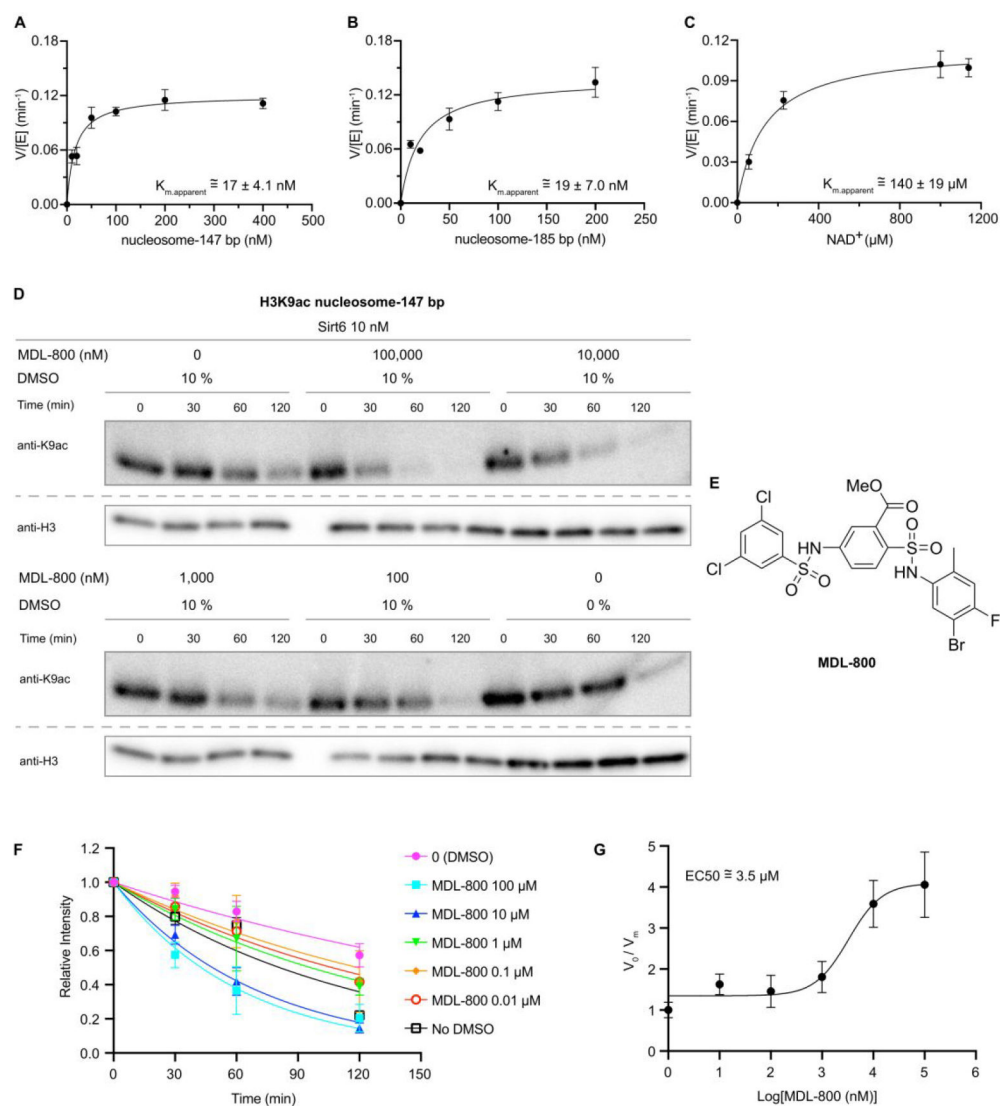 A
B
C
0.18
0.12
0.06
0.00
V/[E] (min⁻¹)
Kₘ.apparent ≅ 17 ± 4.1 nM
0 100 200 300 400 500
nucleosome-147 bp (nM)
0.18
0.12
0.06
0.00
V/[E] (min⁻¹)
Kₘ.apparent ≅ 19 ± 7.0 nM
0 50 100 150 200 250
nucleosome-185 bp (nM)
0.12
0.09
0.06
0.03
0.00
V/[E] (min⁻¹)
Kₘ.apparent ≅ 140 ± 19 µM
0 400 800 1200
NAD⁺(µM)
D
H3K9ac nucleosome-147 bp
Sirt6 10 nM
MDL-800 (nM) 0 100,000 10,000
DMSO 10 % 10 % 10 %
Time (min) 0 30 60 120 0 30 60 120 0 30 60 120
anti-K9ac
anti-H3
MDL-800 (nM) 1,000 100 0
DMSO 10 % 10 % 0 %
Time (min) 0 30 60 120 0 30 60 120 0 30 60 120
anti-K9ac
anti-H3
E
MeO
O
Cl
Cl
HN
S
O
O
O
O
S
HN
F
Br
MDL-800
F
1.2
1.0
0.8
0.6
0.4
0.2
0.0
Relative Intensity
0 30 60 90 120 150
Time (min)
0 (DMSO)
MDL-800 100 µM
MDL-800 10 µM
MDL-800 1 µM
MDL-800 0.1 µM
MDL-800 0.01 µM
No DMSO
G
EC50 ≅ 3.5 µM
5
4
3
2
1
0
V₀ / Vₘ
0 1 2 3 4 5 6
Log[MDL-800 (nM)]